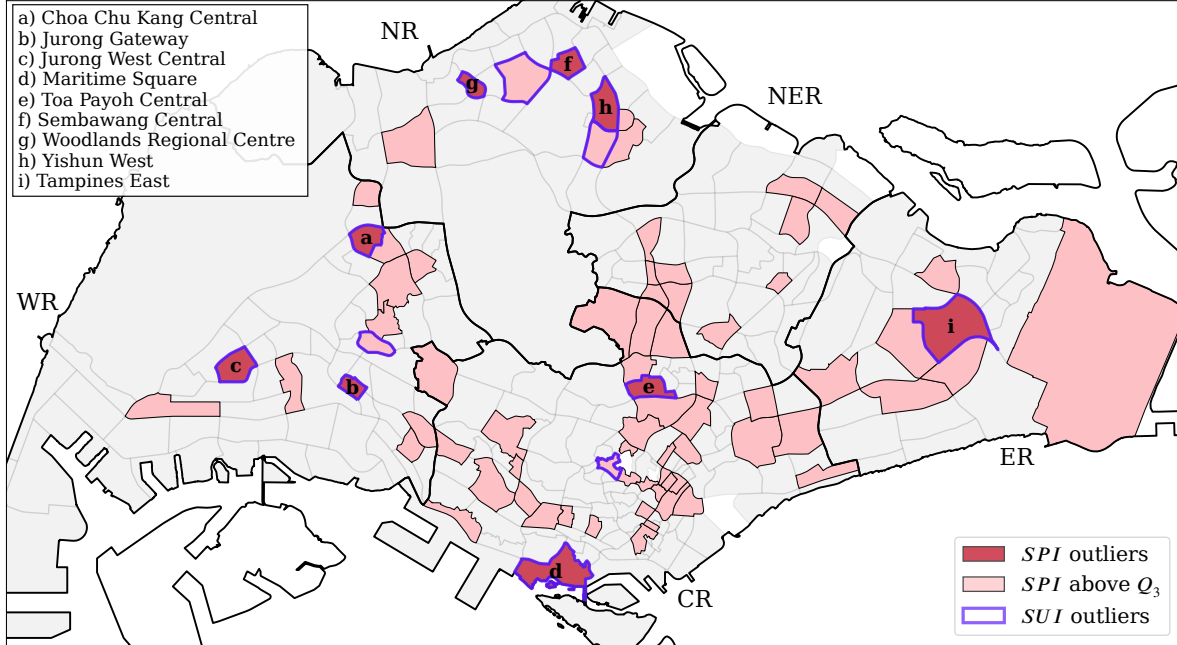 a) Choa Chu Kang Central
b) Jurong Gateway
c) Jurong West Central
d) Maritime Square
e) Toa Payoh Central
f) Sembawang Central
g) Woodlands Regional Centre
h) Yishun West
i) Tampines East
NR
f
g
h
NER
a
WR
i
c
b
e
ER
d
CR
SPI outliers
SPI above Q3
SUI outliers